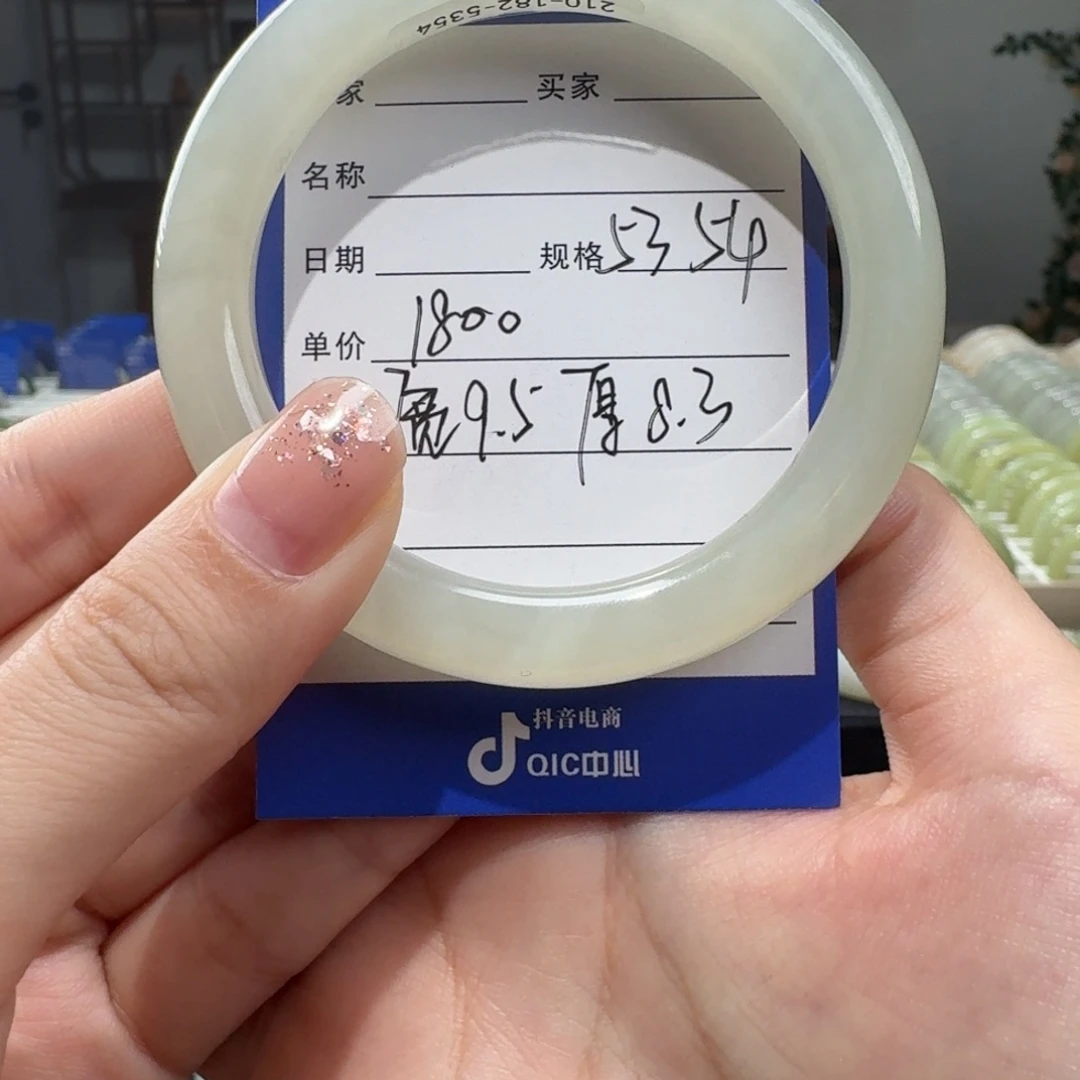 210-182-5354
家 买家
名称
日期 规格 53 54
单价 1800
宽9.5 厚8.3
抖音电商
QIC中心